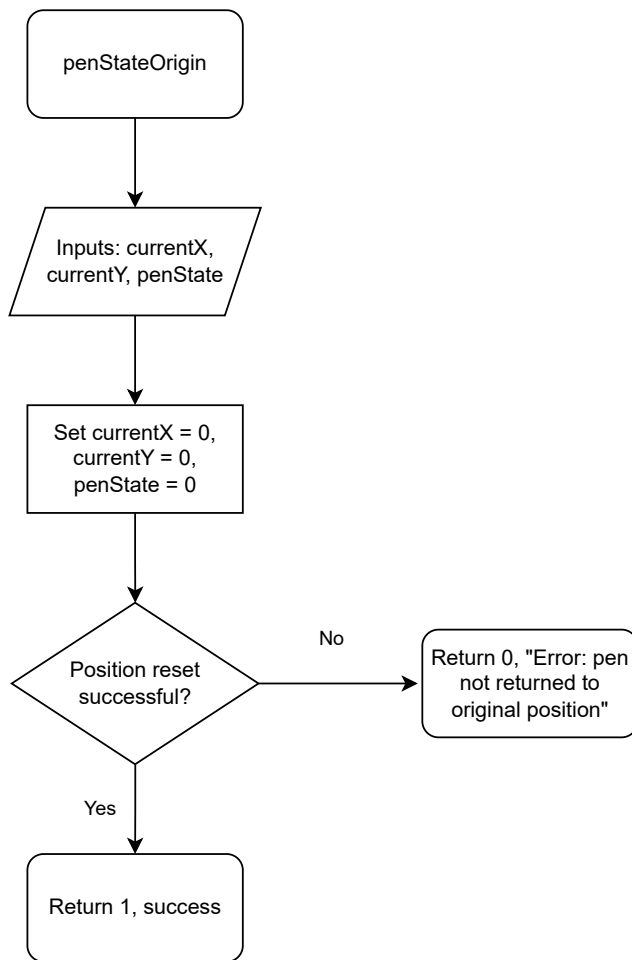 penStateOrigin
Inputs: currentX,
currentY, penState
Set currentX = 0,
currentY = 0,
penState = 0
Position reset
successful?
No
Return 0, "Error: pen
not returned to
original position"
Yes
Return 1, success